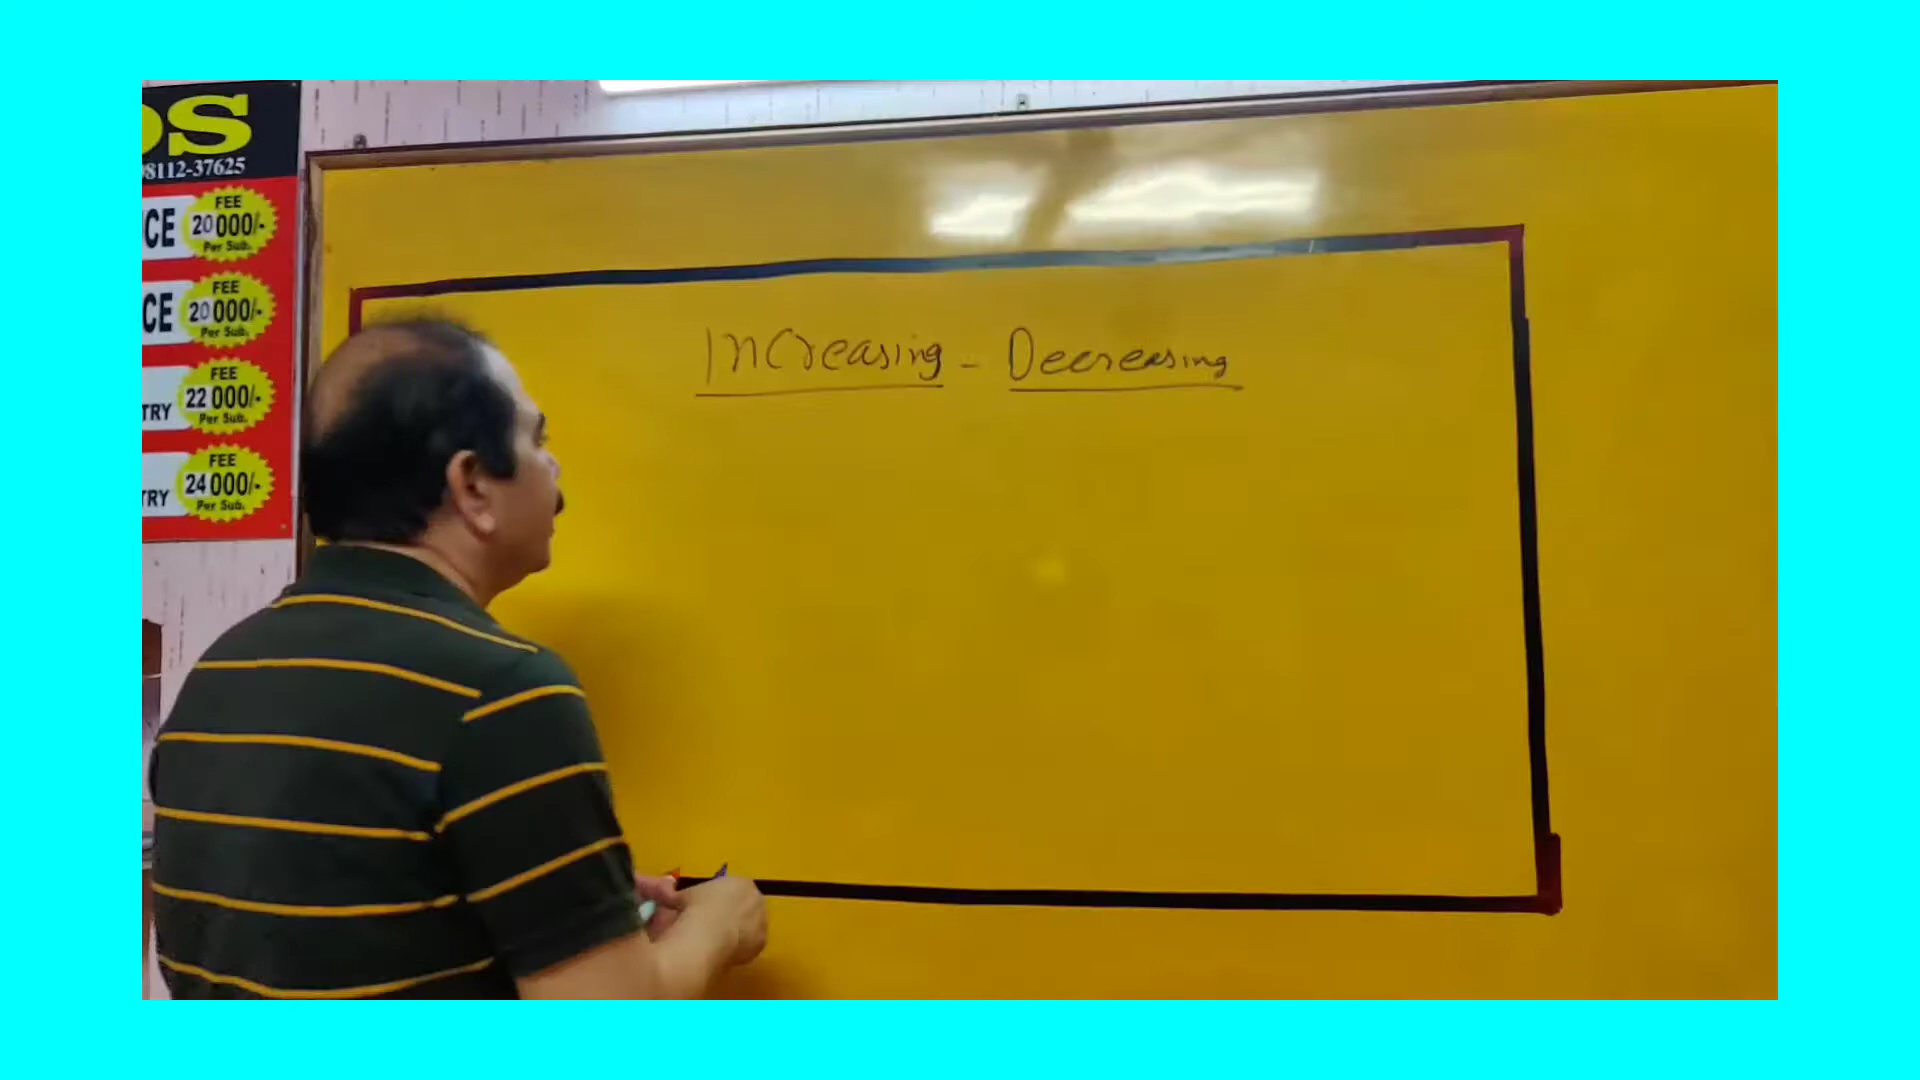 OS
98112-37625
CE FEE 20000/- Per Sub.
CE FEE 20000/- Per Sub.
TRY FEE 22000/- Per Sub.
TRY FEE 24000/- Per Sub.
Increasing - Decreasing